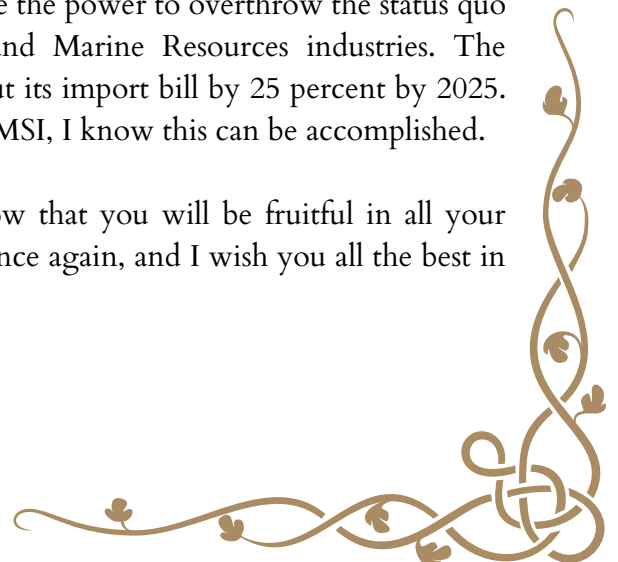 the power to overthrow the status quo
and Marine Resources industries. The
its import bill by 25 percent by 2025.
MSI, I know this can be accomplished.
that you will be fruitful in all your
again, and I wish you all the best in